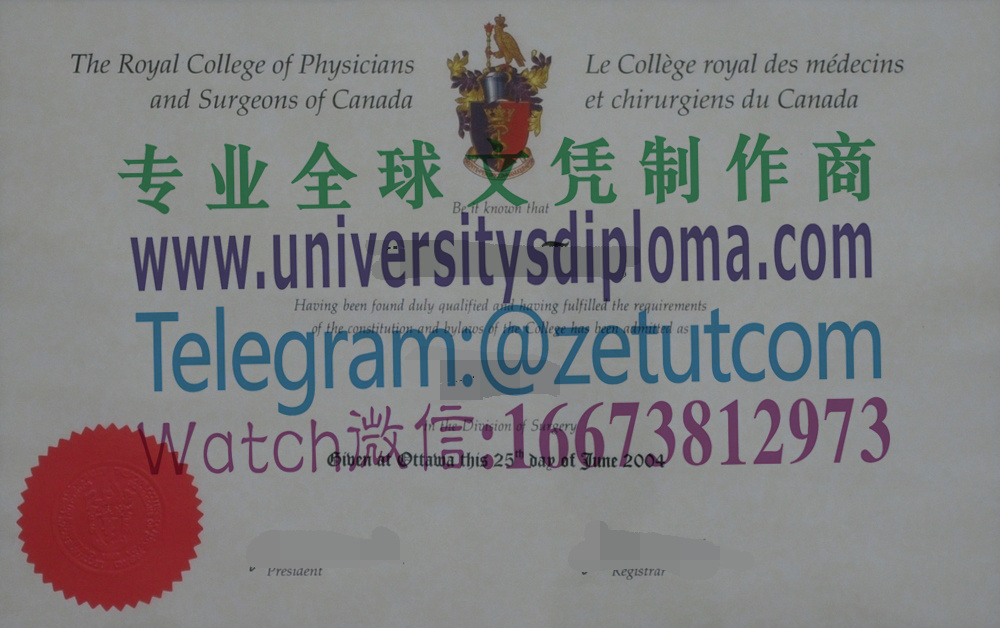 The Royal College of Physicians
and Surgeons of Canada
Le Collège royal des médecins
et chirurgiens du Canada
专业全球文凭制作商
Be it known that
www.universitysdiploma.com
Having been found duly qualified and having fulfilled the requirements
of the constitution and bylaws of the College has been admitted as
Telegram:@zetutcom
in the Division of Surgery
Watch微信:16673812973
Given at Ottawa this 25th day of June 2004
President
Registrar